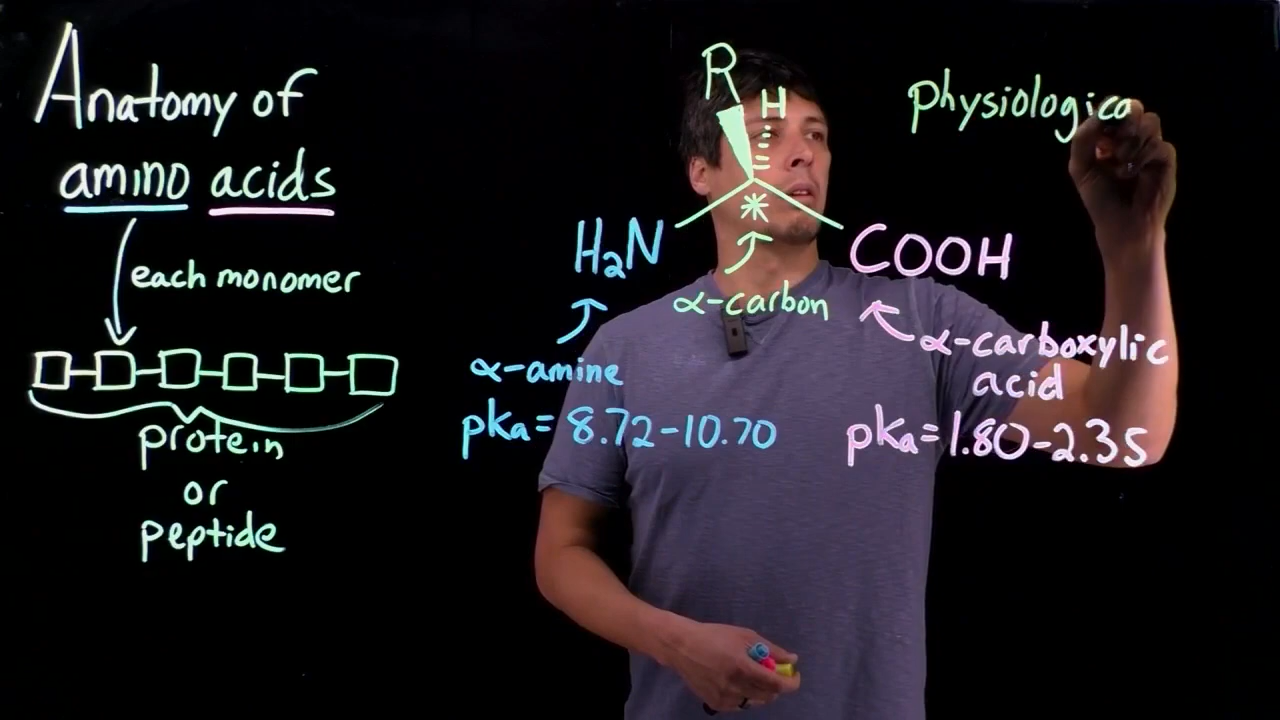 Anatomy of
amino acids
each monomer
protein
or
peptide
R
H
H₂N
COOH
*
α-carbon
α-amine
pKa = 8.72-10.70
α-carboxylic
acid
pKa = 1.80-2.35
physiologica